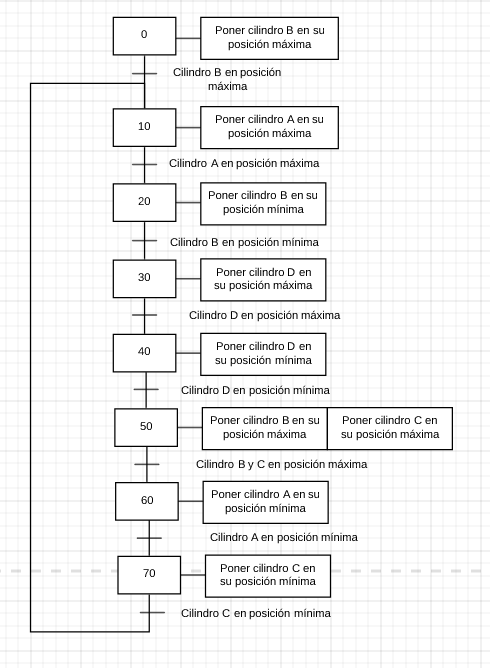 0
Poner cilindro B en su
posición máxima
Cilindro B en posición
máxima
10
Poner cilindro A en su
posición máxima
Cilindro A en posición máxima
20
Poner cilindro B en su
posición mínima
Cilindro B en posición mínima
30
Poner cilindro D en
su posición máxima
Cilindro D en posición máxima
40
Poner cilindro D en
su posición mínima
Cilindro D en posición mínima
50
Poner cilindro B en su
posición máxima
Poner cilindro C en
su posición máxima
Cilindro B y C en posición máxima
60
Poner cilindro A en su
posición mínima
Cilindro A en posición mínima
70
Poner cilindro C en
su posición mínima
Cilindro C en posición mínima